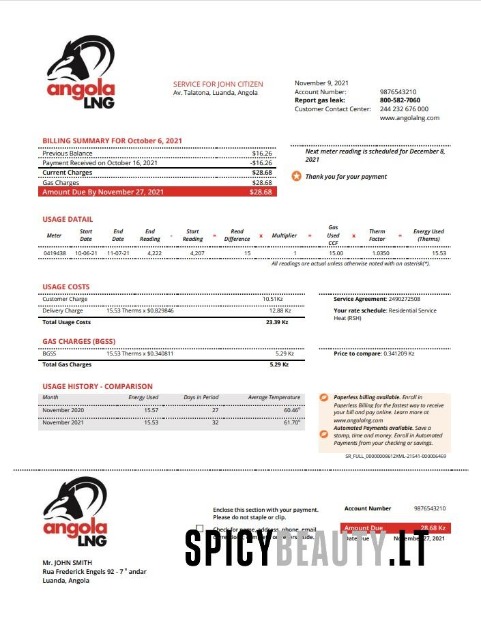 angola
LNG
SERVICE FOR JOHN CITIZEN
Av. Talatona, Luanda, Angola
November 9, 2021
Account Number: 9876543210
Report gas leak: 800-582-7060
Customer Contact Center: 244 232 676 000
www.angolalng.com
BILLING SUMMARY FOR October 6, 2021
Previous Balance $16.26
Payment Received on October 16, 2021 -$16.26
Current Charges $28.68
Gas Charges $28.68
Amount Due By November 27, 2021 $28.68
Next meter reading is scheduled for December 8, 2021
Thank you for your payment
USAGE DATAIL
Meter Start Date End Date End Reading - Start Reading = Read Difference x Multiplier = Gas Used CCF x Therm Factor = Energy Used (Therms)
0419438 10-06-21 11-07-21 4,222 4,207 15 1 15.00 1.0350 15.53
All readings are actual unless otherwise noted with an asterisk(*).
USAGE COSTS
Customer Charge 10.51Kz
Delivery Charge 15.53 Therms x $0.829846 12.88 Kz
Total Usage Costs 23.39 Kz
Service Agreement: 2490272508
Your rate schedule: Residential Service
Heat (RSH)
GAS CHARGES (BGSS)
BGSS 15.53 Therms x $0.340811 5.29 Kz
Total Gas Charges 5.29 Kz
Price to compare: 0.341209 Kz
USAGE HISTORY - COMPARISON
Month Energy Used Days in Period Average Temperature
November 2020 15.57 27 60.46°
November 2021 15.53 32 61.70°
Paperless billing available. Enroll in
Paperless Billing for the fastest way to receive
your bill and pay online. Learn more at
www.angolalng.com
Automated Payments available. Save a
stamp, time and money. Enroll in Automated
Payments from your checking or savings.
angola
LNG
Enclose this section with your payment.
Please do not staple or clip.
Check for name, address, phone, email
Account Number 9876543210
Amount Due 28.68 Kz
Date Due November 27, 2021
SPICYBEAUTY.LT
Mr. JOHN SMITH
Rua Frederick Engels 92 - 7 º andar
Luanda, Angola